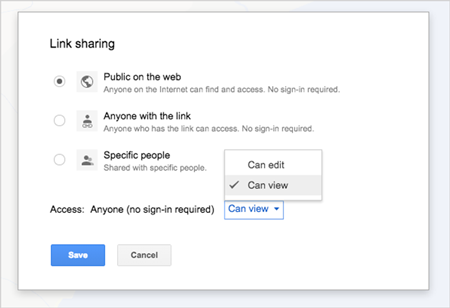 Link sharing
Public on the web
Anyone on the Internet can find and access. No sign-in required.
Anyone with the link
Anyone who has the link can access. No sign-in required.
Specific people
Shared with specific people.
Can edit
Can view
Access: Anyone (no sign-in required) Can view
Save Cancel